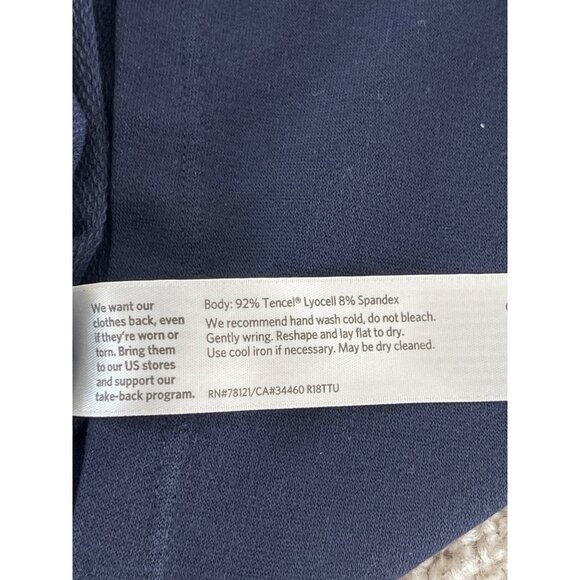 We want our
clothes back, even
if they're worn or
torn. Bring them
to our US stores
and support our
take-back program.
Body: 92% Tencel® Lyocell 8% Spandex
We recommend hand wash cold, do not bleach.
Gently wring. Reshape and lay flat to dry.
Use cool iron if necessary. May be dry cleaned.
RN#78121/CA#34460 R18TTU